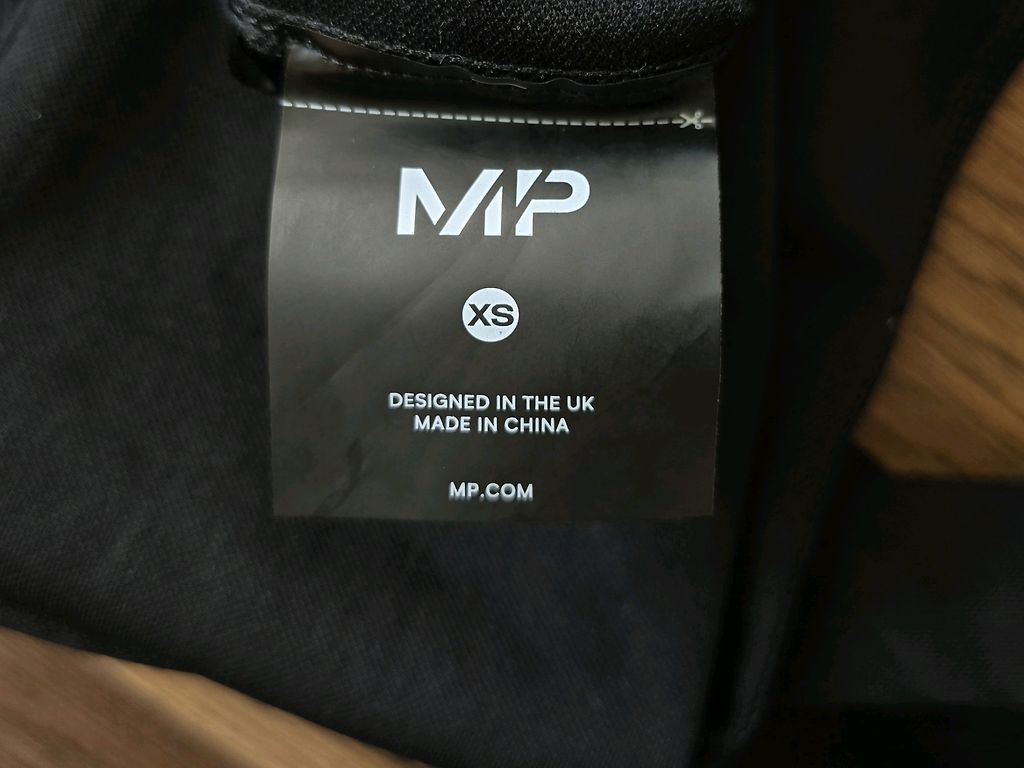 MP
XS
DESIGNED IN THE UK
MADE IN CHINA
MP.COM